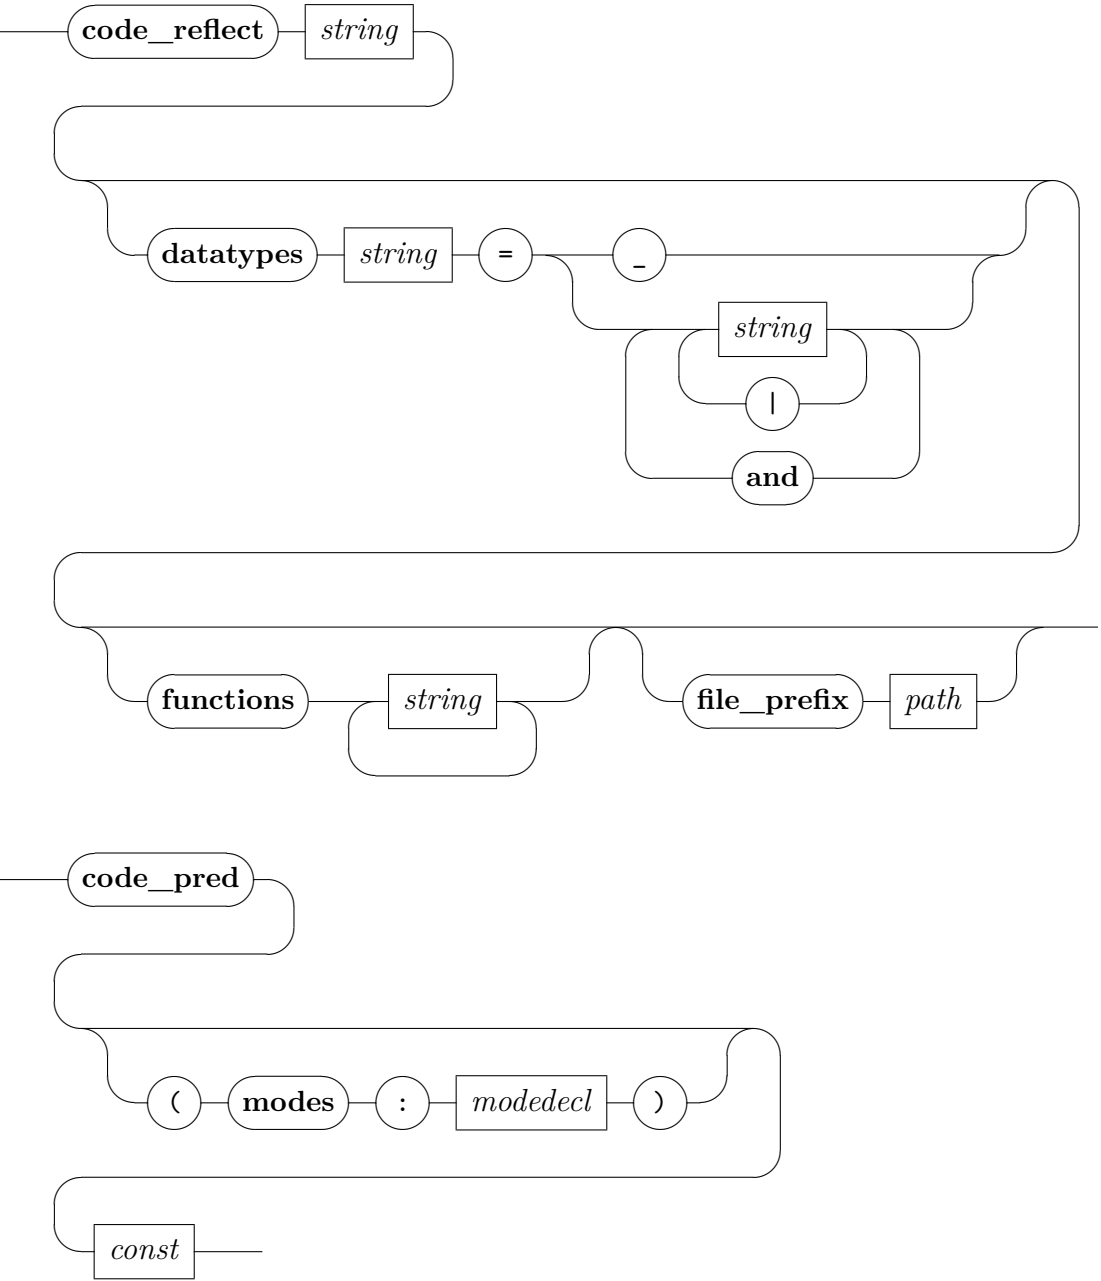 code_reflect string
datatypes string = _
string
|
and
functions string file_prefix path
code_pred
( modes : modedecl )
const